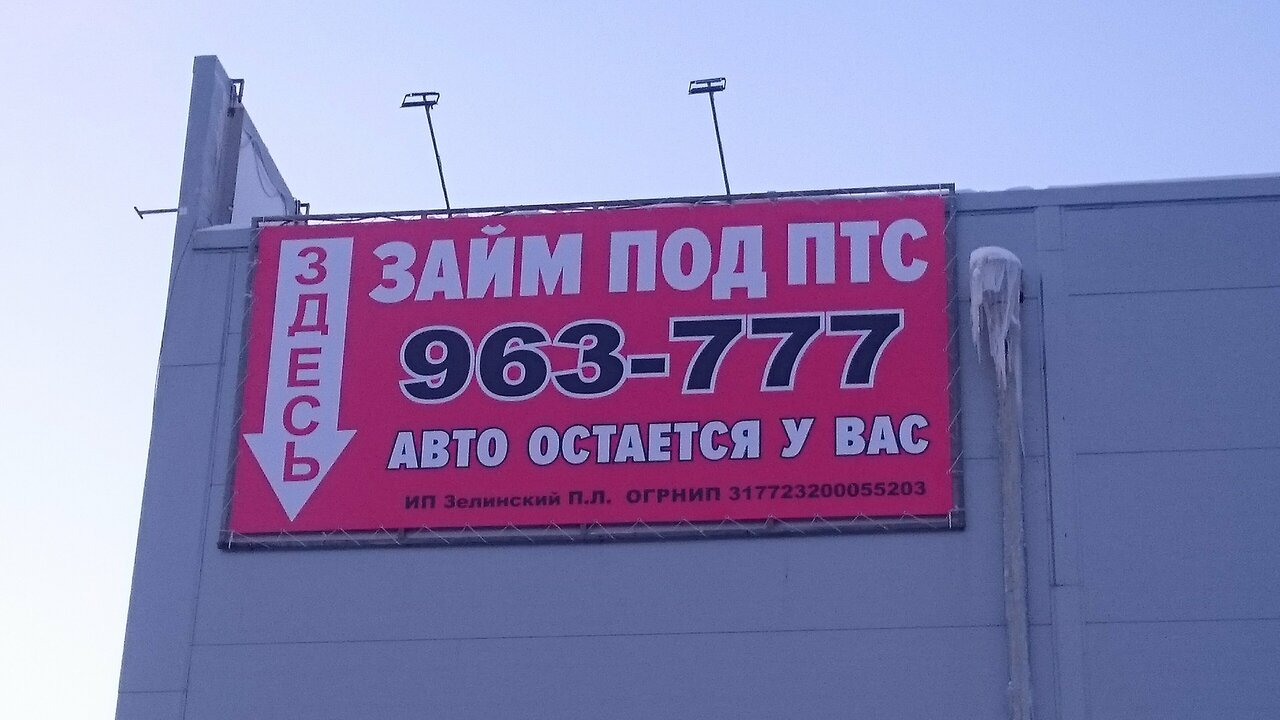 ЗДЕСЬ
ЗАЙМ ПОД ПТС
963-777
АВТО ОСТАЕТСЯ У ВАС
ИП Зелинский П.Л. ОГРНИП 317723200055203